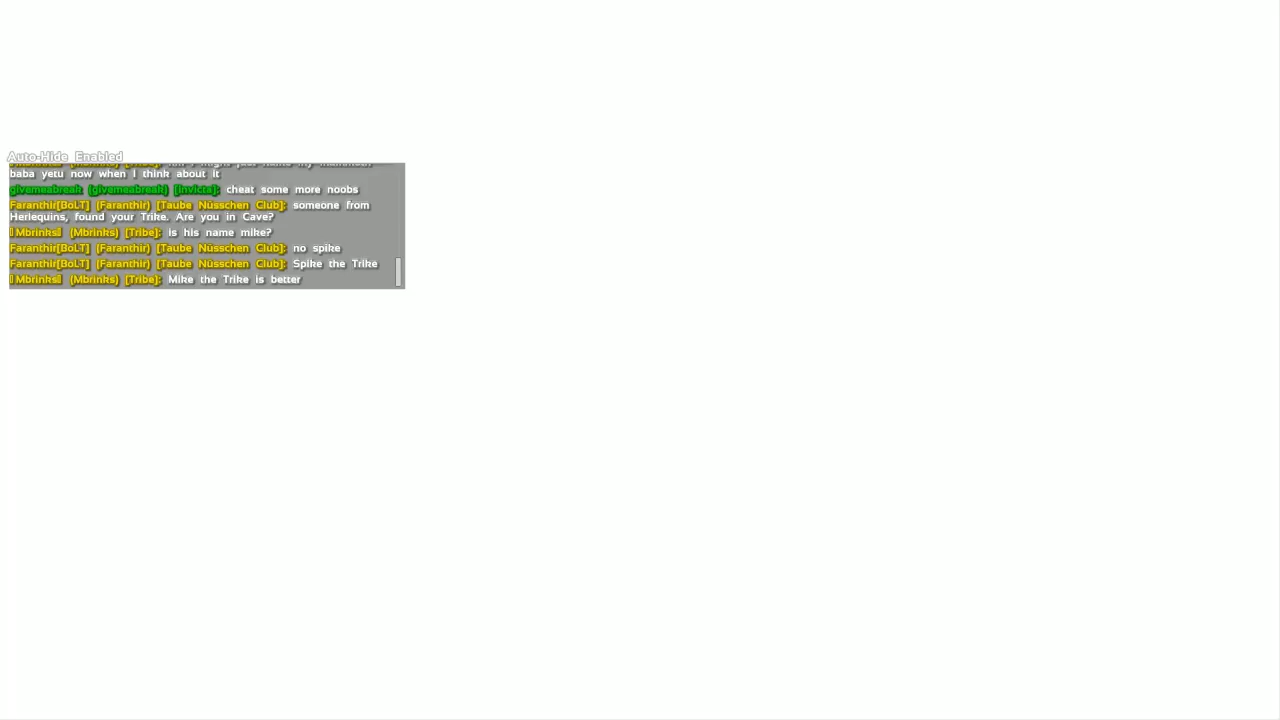 Auto-Hide Enabled
baba yetu now when I think about it
givemeabreak (givemeabreak) [Invicta]: cheat some more noobs
Faranthir[BoLT] (Faranthir) [Taube Nüsschen Club]: someone from
Herlequins, found your Trike. Are you in Cave?
Mbrinks (Mbrinks) [Tribe]: is his name mike?
Faranthir[BoLT] (Faranthir) [Taube Nüsschen Club]: no spike
Faranthir[BoLT] (Faranthir) [Taube Nüsschen Club]: Spike the Trike
Mbrinks (Mbrinks) [Tribe]: Mike the Trike is better